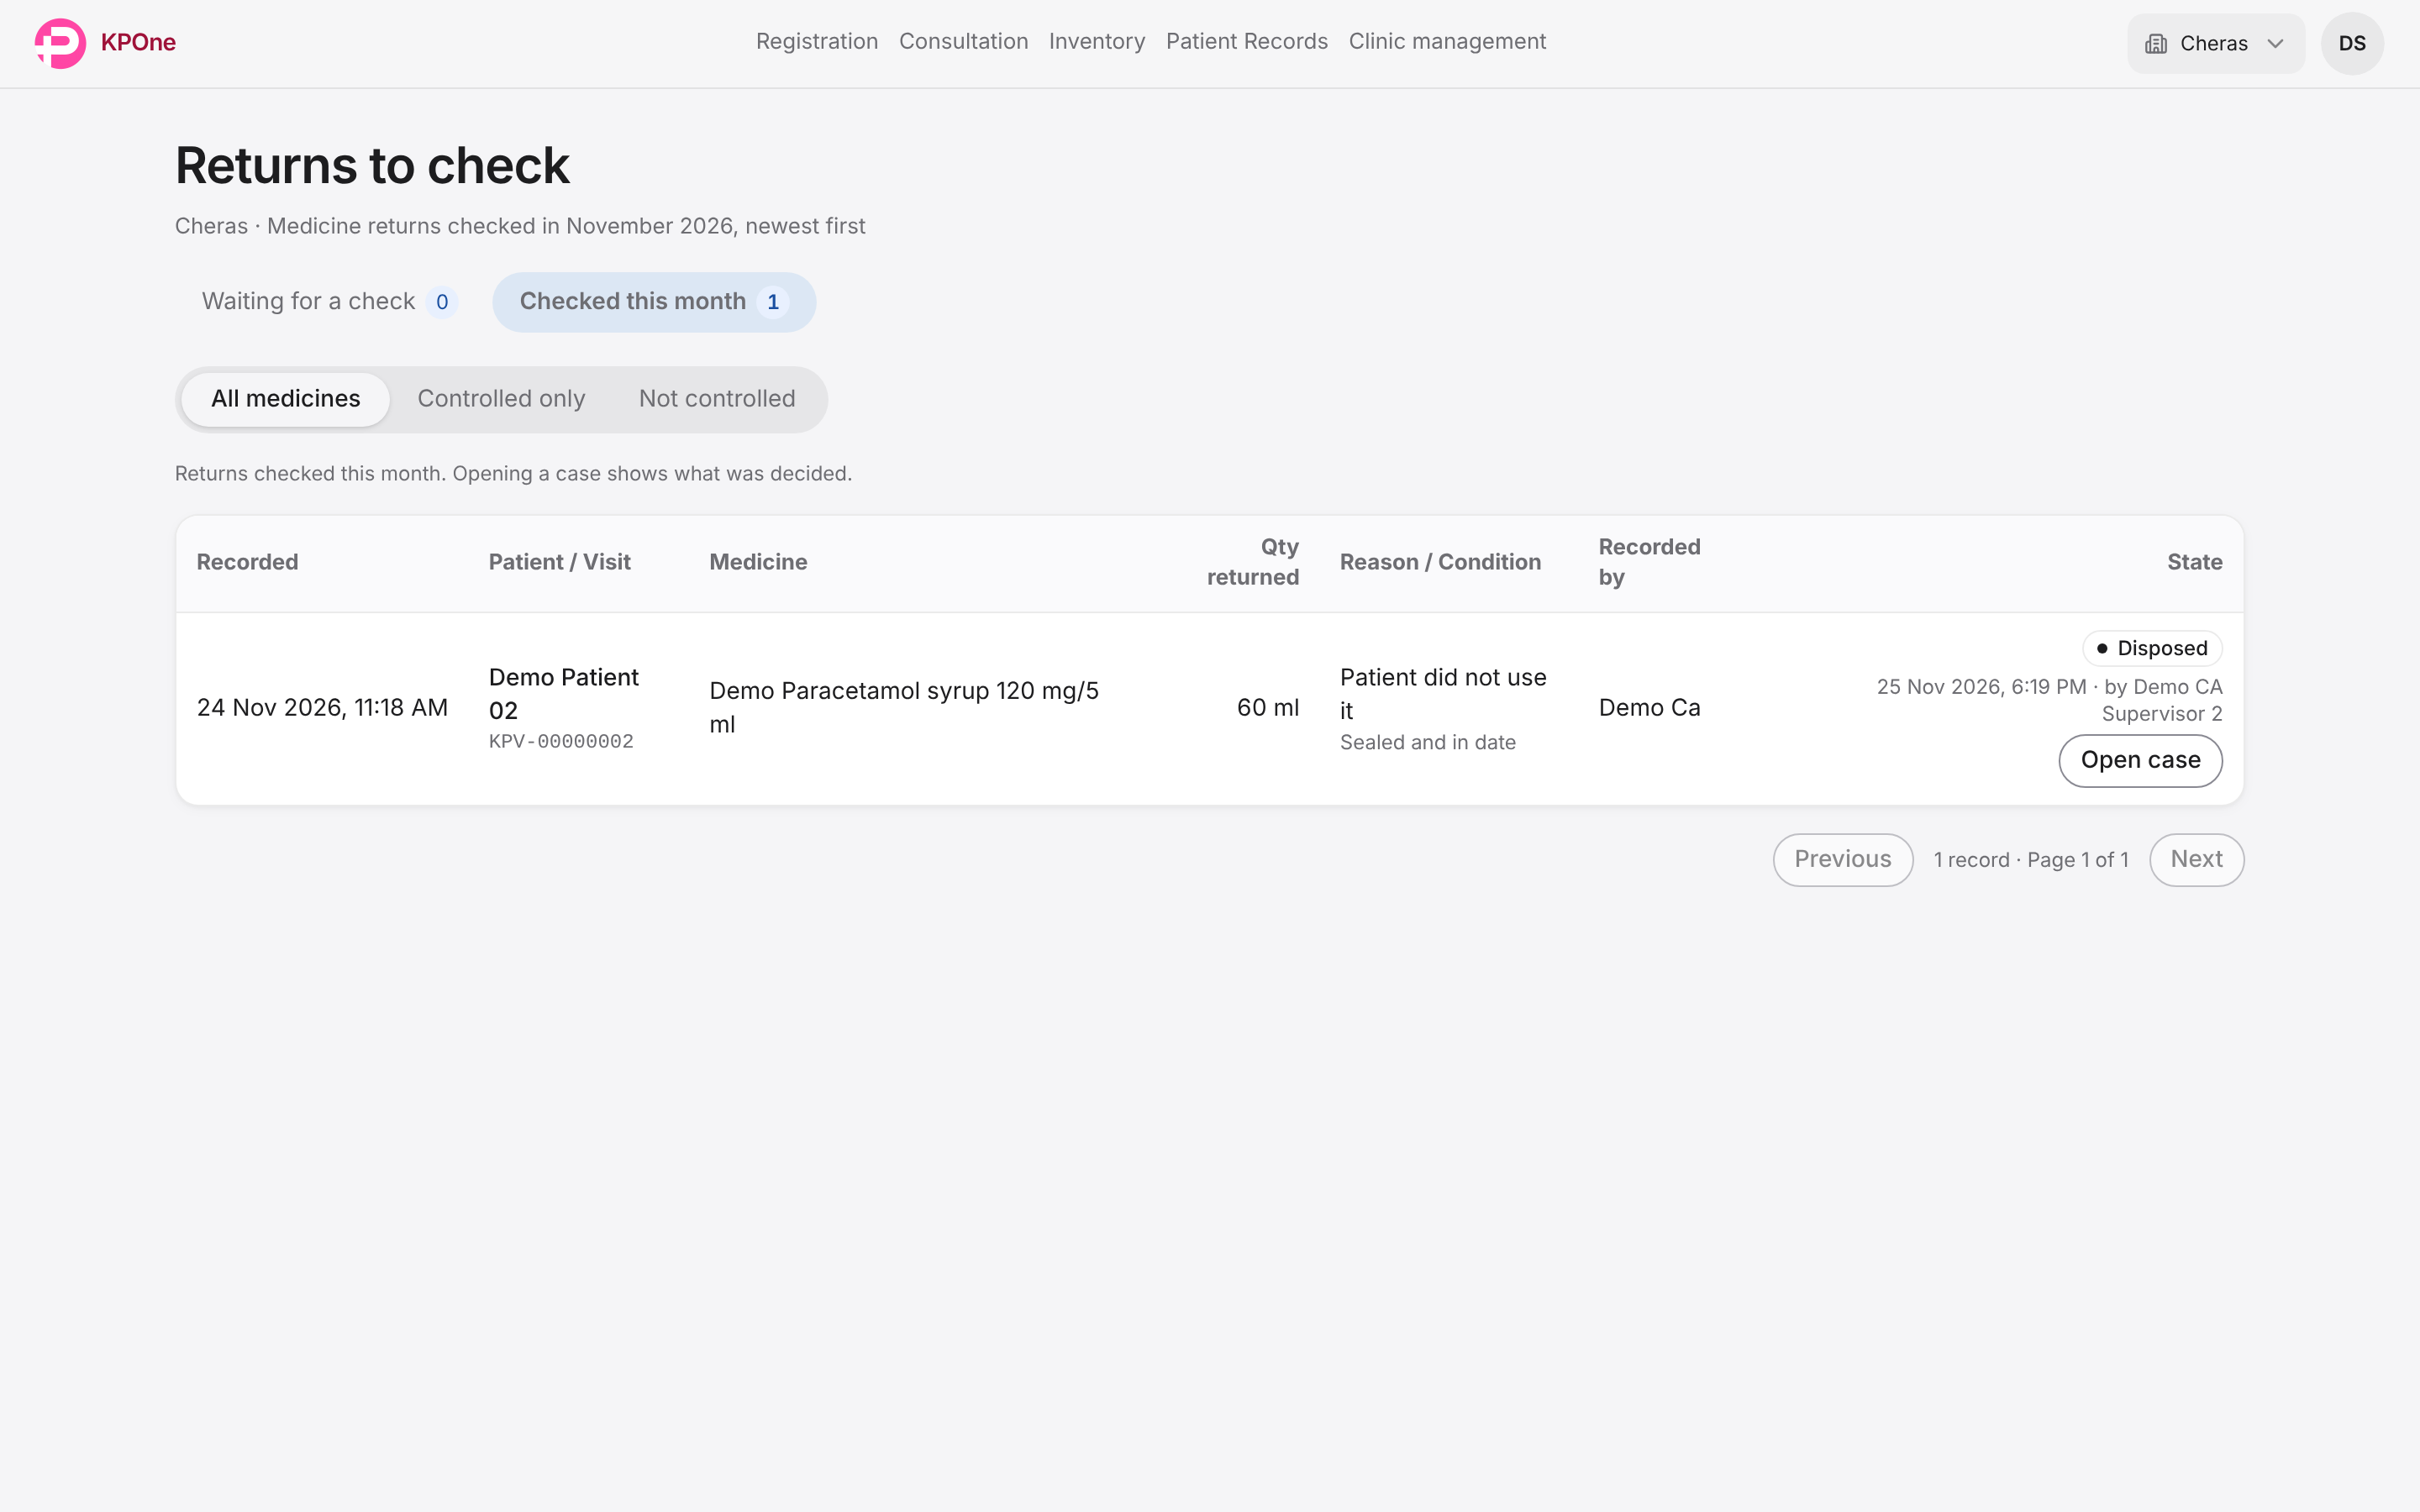 KPOne
Registration
Consultation
Inventory
Patient Records
Clinic management
Cheras
DS
Returns to check
Cheras · Medicine returns checked in November 2026, newest first
Waiting for a check 0
Checked this month 1
All medicines
Controlled only
Not controlled
Returns checked this month. Opening a case shows what was decided.
Recorded
Patient / Visit
Medicine
Qty
returned
Reason / Condition
Recorded
by
State
24 Nov 2026, 11:18 AM
Demo Patient
02
KPV-00000002
Demo Paracetamol syrup 120 mg/5
ml
60 ml
Patient did not use
it
Sealed and in date
Demo Ca
Disposed
25 Nov 2026, 6:19 PM · by Demo CA
Supervisor 2
Open case
Previous
1 record · Page 1 of 1
Next